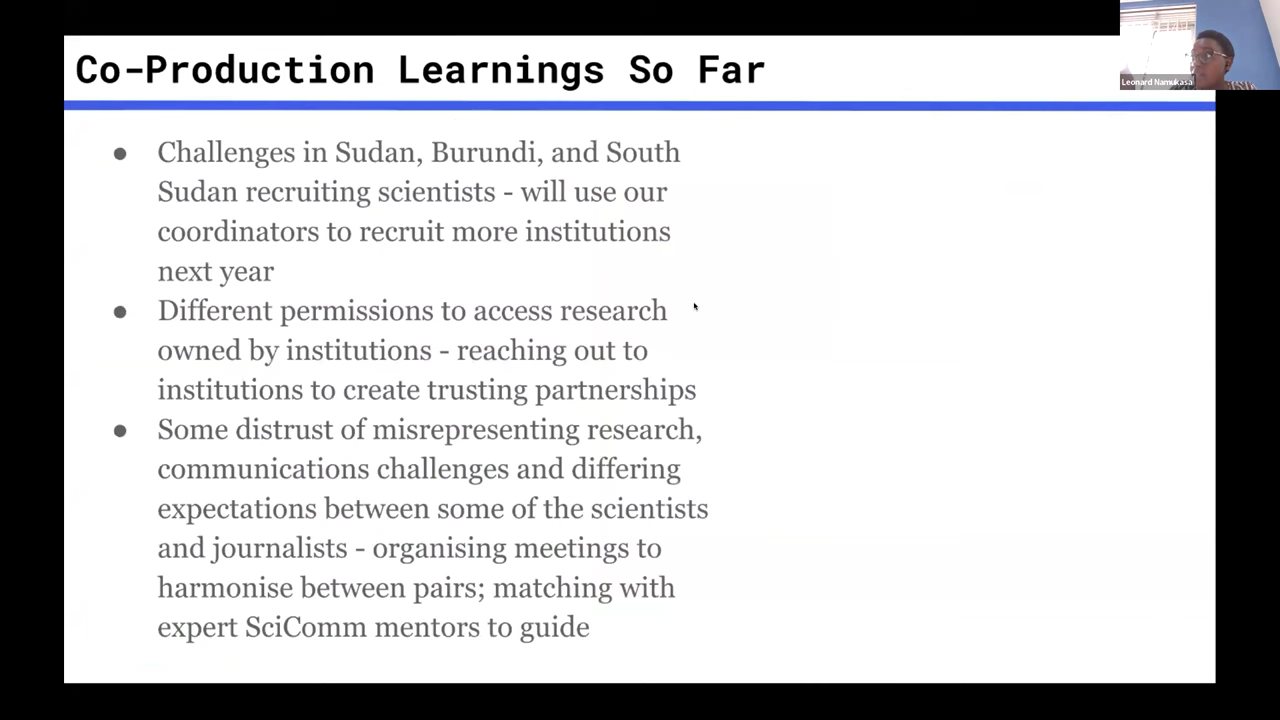 Co-Production Learnings So Far
Leonard Namukasa
● Challenges in Sudan, Burundi, and South
Sudan recruiting scientists - will use our
coordinators to recruit more institutions
next year
● Different permissions to access research
owned by institutions - reaching out to
institutions to create trusting partnerships
● Some distrust of misrepresenting research,
communications challenges and differing
expectations between some of the scientists
and journalists - organising meetings to
harmonise between pairs; matching with
expert SciComm mentors to guide